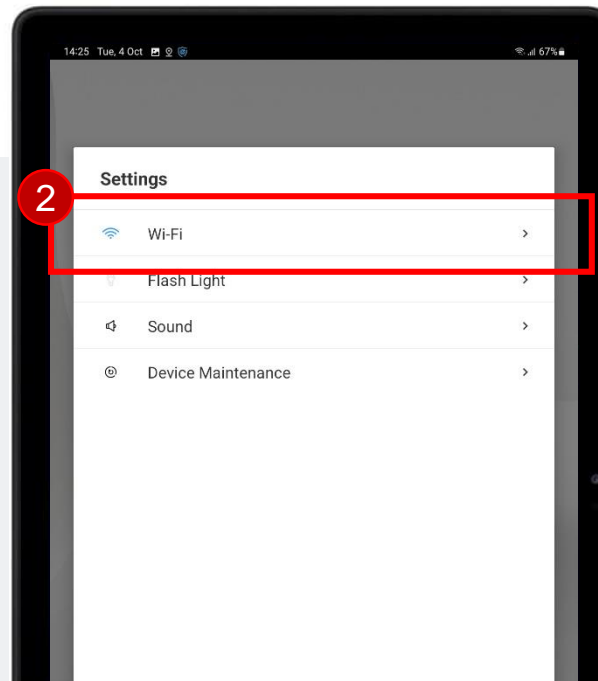 14:25 Tue, 4 Oct 67%
Settings
2
Wi-Fi
Flash Light
Sound
Device Maintenance